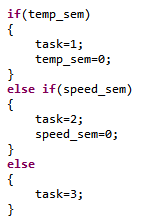 if(temp_sem)
{
    task=1;
    temp_sem=0;
}
else if(speed_sem)
{
    task=2;
    speed_sem=0;
}
else
{
    task=3;
}